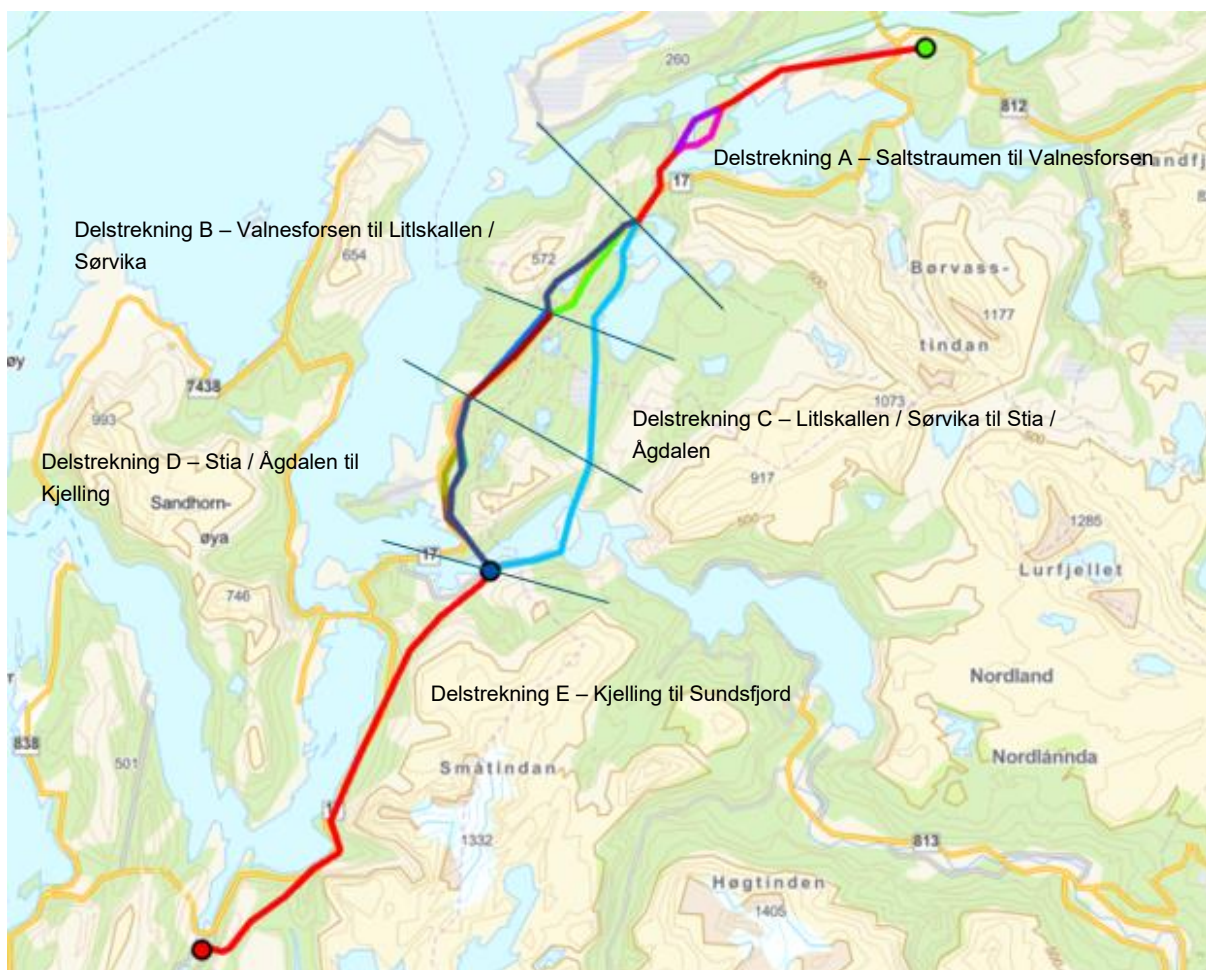 260
812
Delstrekning A – Saltstraumen til Valnesforsen
17
Delstrekning B – Valnesforsen til Litlskallen /
Sørvika
654
572
Børvass-
1177
tindan
øy
7438
993
1073
Delstrekning C – Litlskallen / Sørvika til Stia /
Ågdalen
Delstrekning D – Stia / Ågdalen til
Kjelling
917
500
Sandhorn-
øya
1285
17
Lurfjellet
746
Nordland
Delstrekning E – Kjelling til Sundsfjord
838
501
Nordlánnda
Småtindan
1332
813
Høgtinden
1405